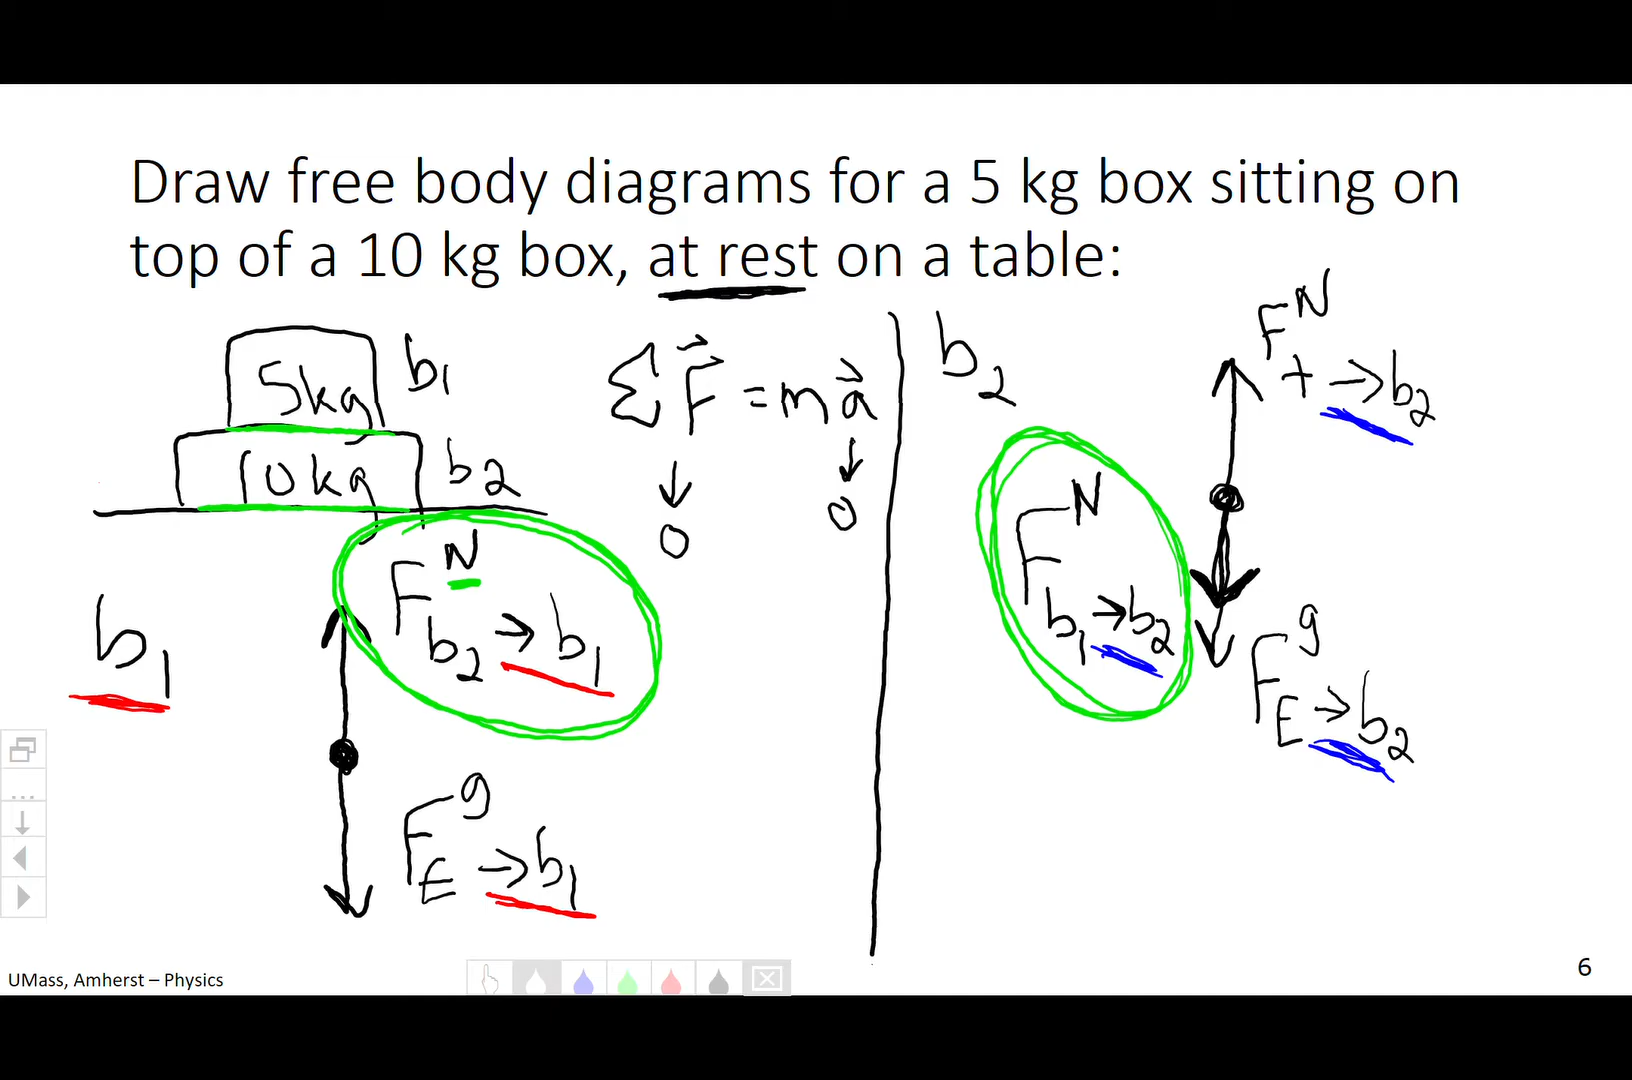 Draw free body diagrams for a 5 kg box sitting on
top of a 10 kg box, at rest on a table:
5kg b1
10kg b2
ΣF⃗ = ma⃗
↓ ↓
0 0
b1
F^N b2→b1
F^g E→b1
b2
F^N t→b2
F^N b1→b2
F^g E→b2
...
UMass, Amherst – Physics
6